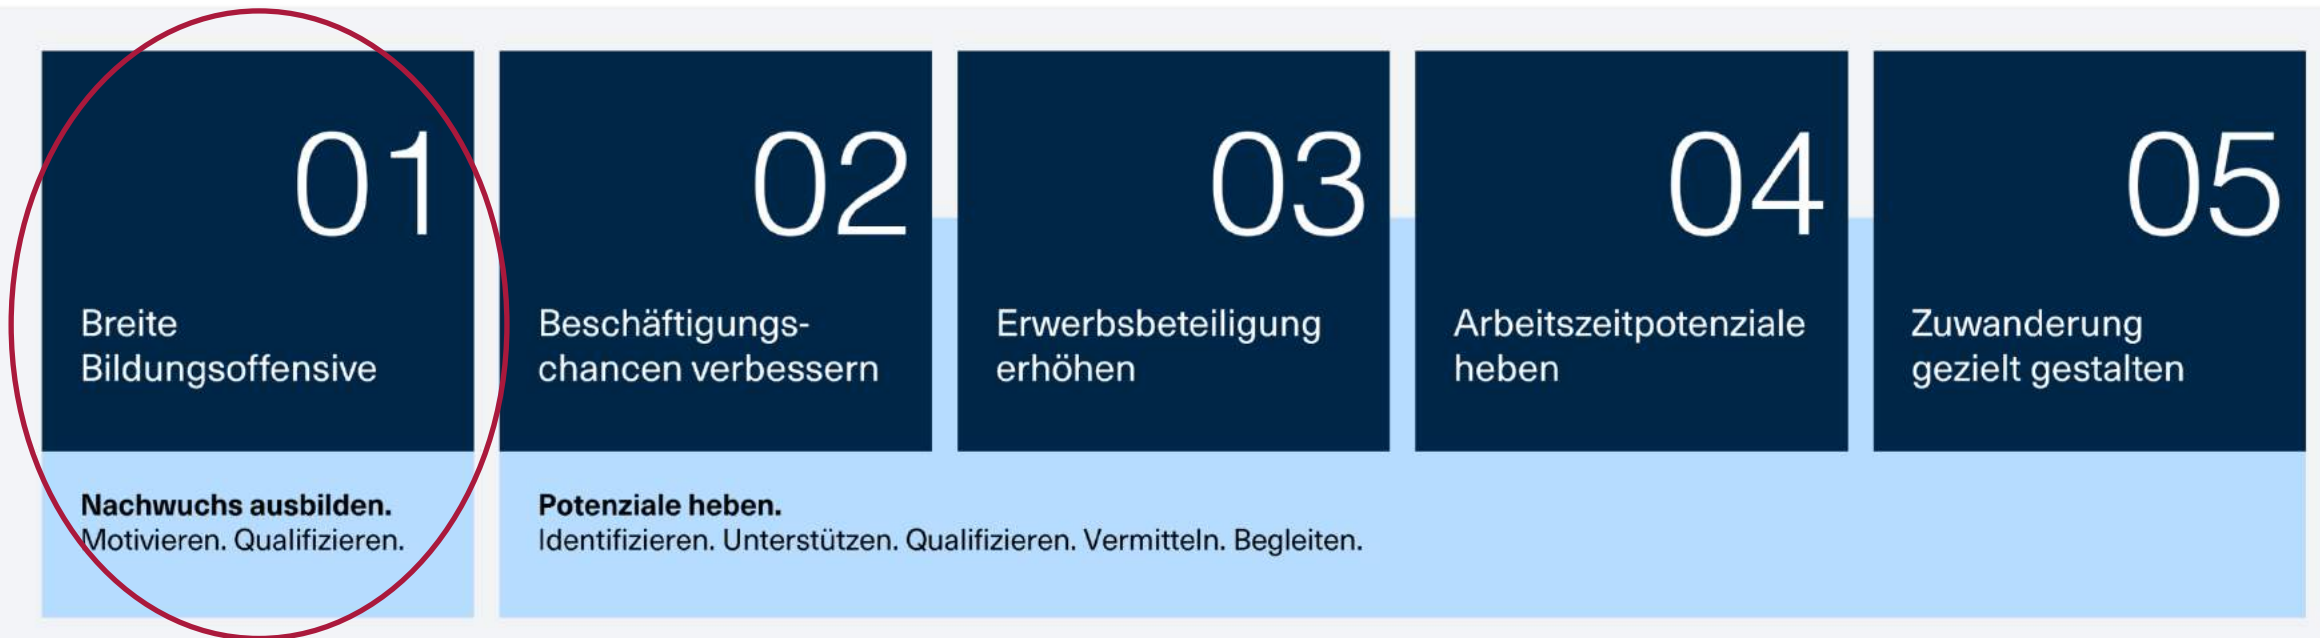 01
Breite
Bildungsoffensive
Nachwuchs ausbilden.
Motivieren. Qualifizieren.
02
Beschäftigungs-
chancen verbessern
03
Erwerbsbeteiligung
erhöhen
04
Arbeitszeitpotenziale
heben
05
Zuwanderung
gezielt gestalten
Potenziale heben.
Identifizieren. Unterstützen. Qualifizieren. Vermitteln. Begleiten.